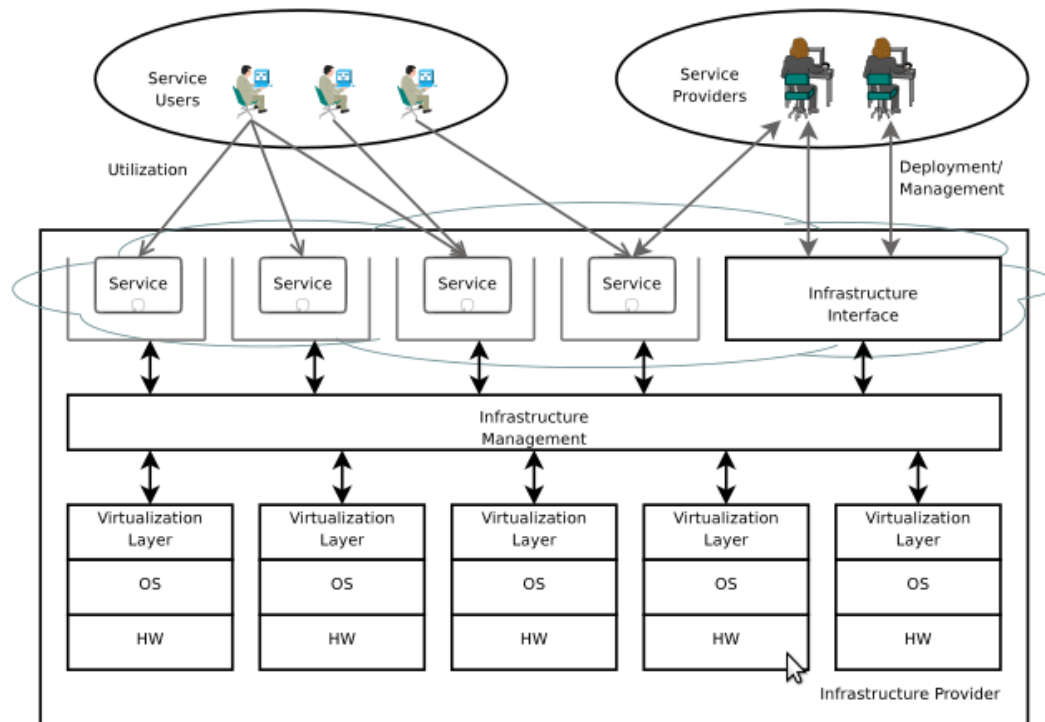 Service
Users
Service
Providers
Utilization
Deployment/
Management
Service
Service
Service
Service
Infrastructure
Interface
Infrastructure
Management
Virtualization
Layer
Virtualization
Layer
Virtualization
Layer
Virtualization
Layer
Virtualization
Layer
OS
OS
OS
OS
OS
HW
HW
HW
HW
HW
Infrastructure Provider